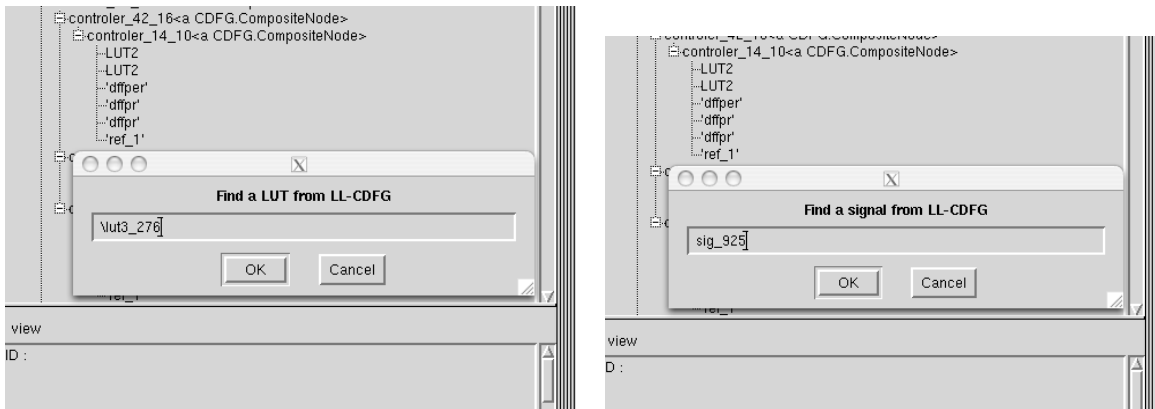 controler_42_16<a CDFG.CompositeNode>
controler_14_10<a CDFG.CompositeNode>
LUT2
LUT2
'dffper'
'dffpr'
'dffpr'
'ref_1'
X
Find a LUT from LL-CDFG
\lut3_276
OK
Cancel
view
ID :
controler_14_10<a CDFG.CompositeNode>
LUT2
LUT2
'dffper'
'dffpr'
'dffpr'
'ref_1'
X
Find a signal from LL-CDFG
sig_925
OK
Cancel
view
D :